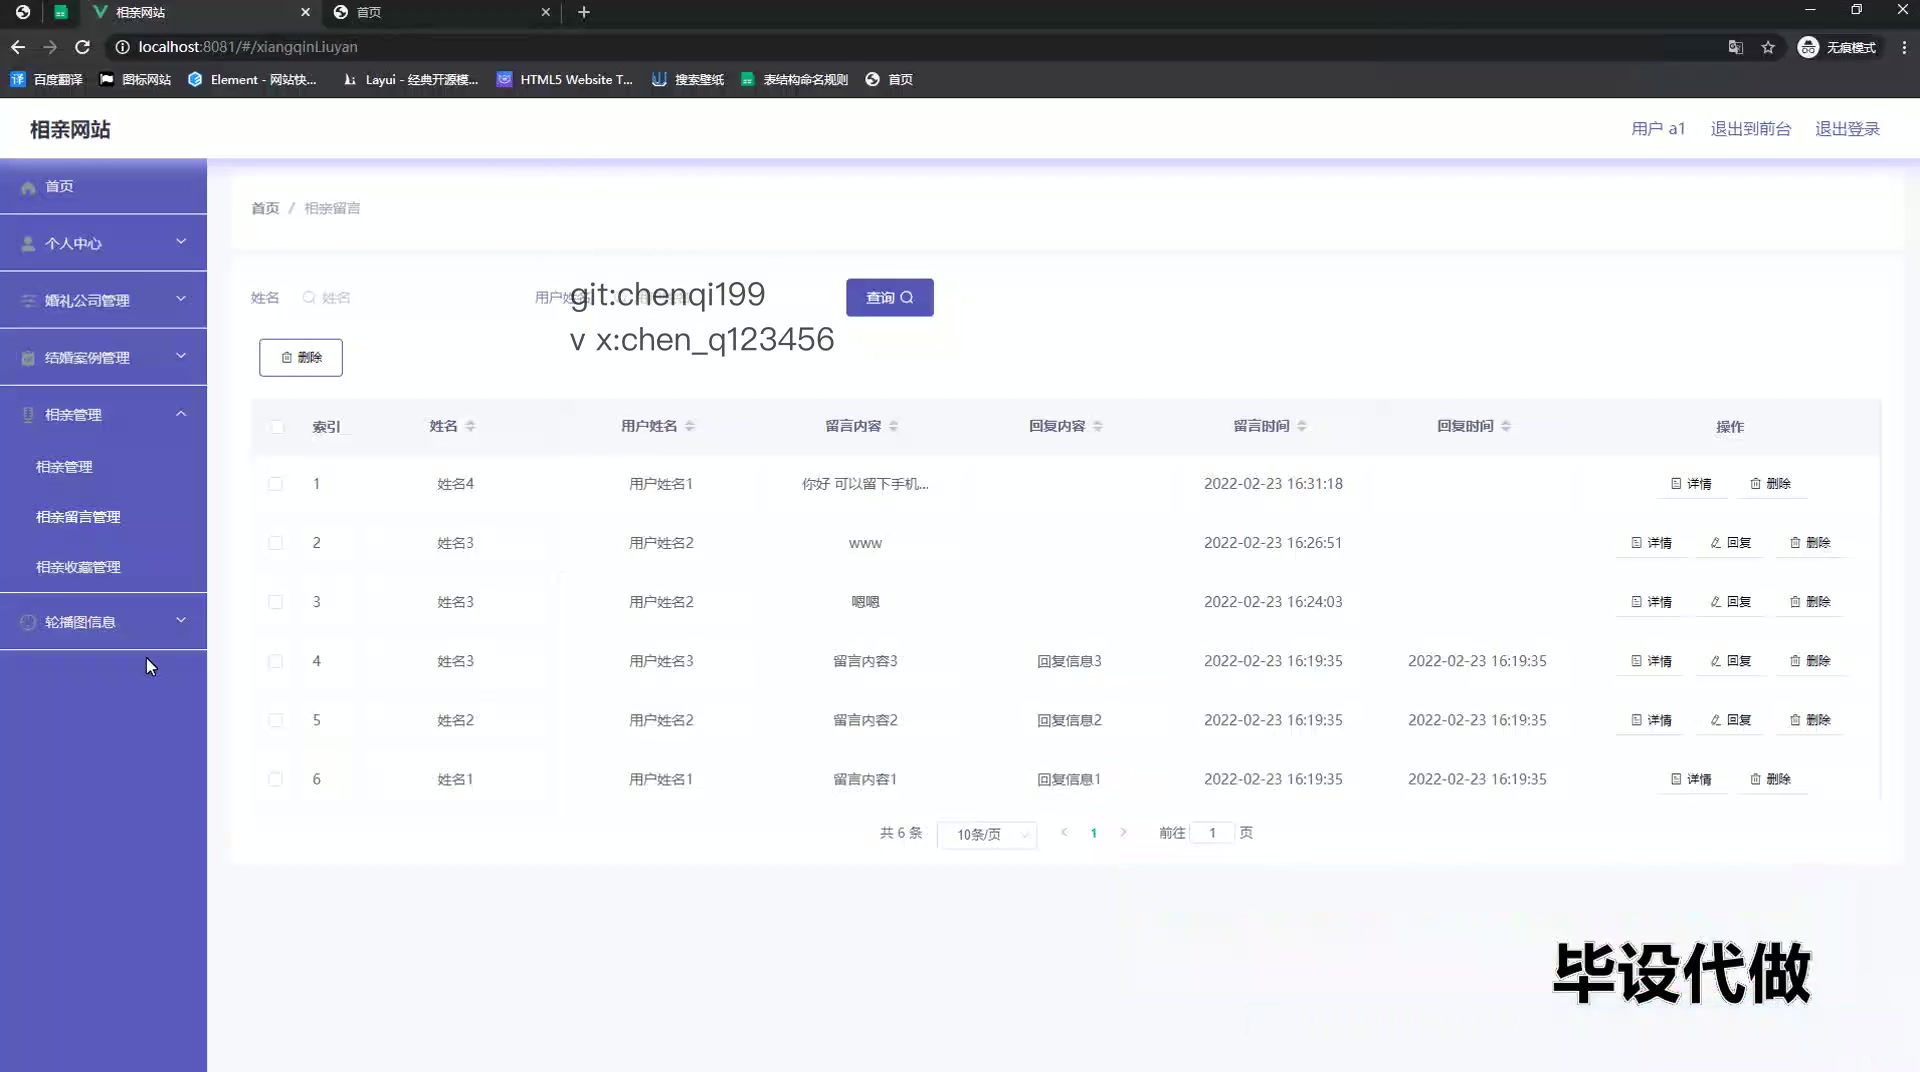 相亲网站
首页
localhost:8081/#/xiangqinLiuyan
无痕模式
百度翻译
图标网站
Element - 网站快...
Layui - 经典开源模...
HTML5 Website T...
搜索壁纸
表结构命名规则
首页
相亲网站
用户 a1 退出到前台 退出登录
首页
个人中心
婚礼公司管理
结婚案例管理
相亲管理
相亲管理
相亲留言管理
相亲收藏管理
轮播图信息
首页 / 相亲留言
姓名 姓名 用户姓名 查询
git:chenqi199
v x:chen_q123456
删除
索引 姓名 用户姓名 留言内容 回复内容 留言时间 回复时间 操作
1 姓名4 用户姓名1 你好 可以留下手机... 2022-02-23 16:31:18 详情 删除
2 姓名3 用户姓名2 www 2022-02-23 16:26:51 详情 回复 删除
3 姓名3 用户姓名2 嗯嗯 2022-02-23 16:24:03 详情 回复 删除
4 姓名3 用户姓名3 留言内容3 回复信息3 2022-02-23 16:19:35 2022-02-23 16:19:35 详情 回复 删除
5 姓名2 用户姓名2 留言内容2 回复信息2 2022-02-23 16:19:35 2022-02-23 16:19:35 详情 回复 删除
6 姓名1 用户姓名1 留言内容1 回复信息1 2022-02-23 16:19:35 2022-02-23 16:19:35 详情 删除
共 6 条 10条/页 1 前往 1 页
毕设代做